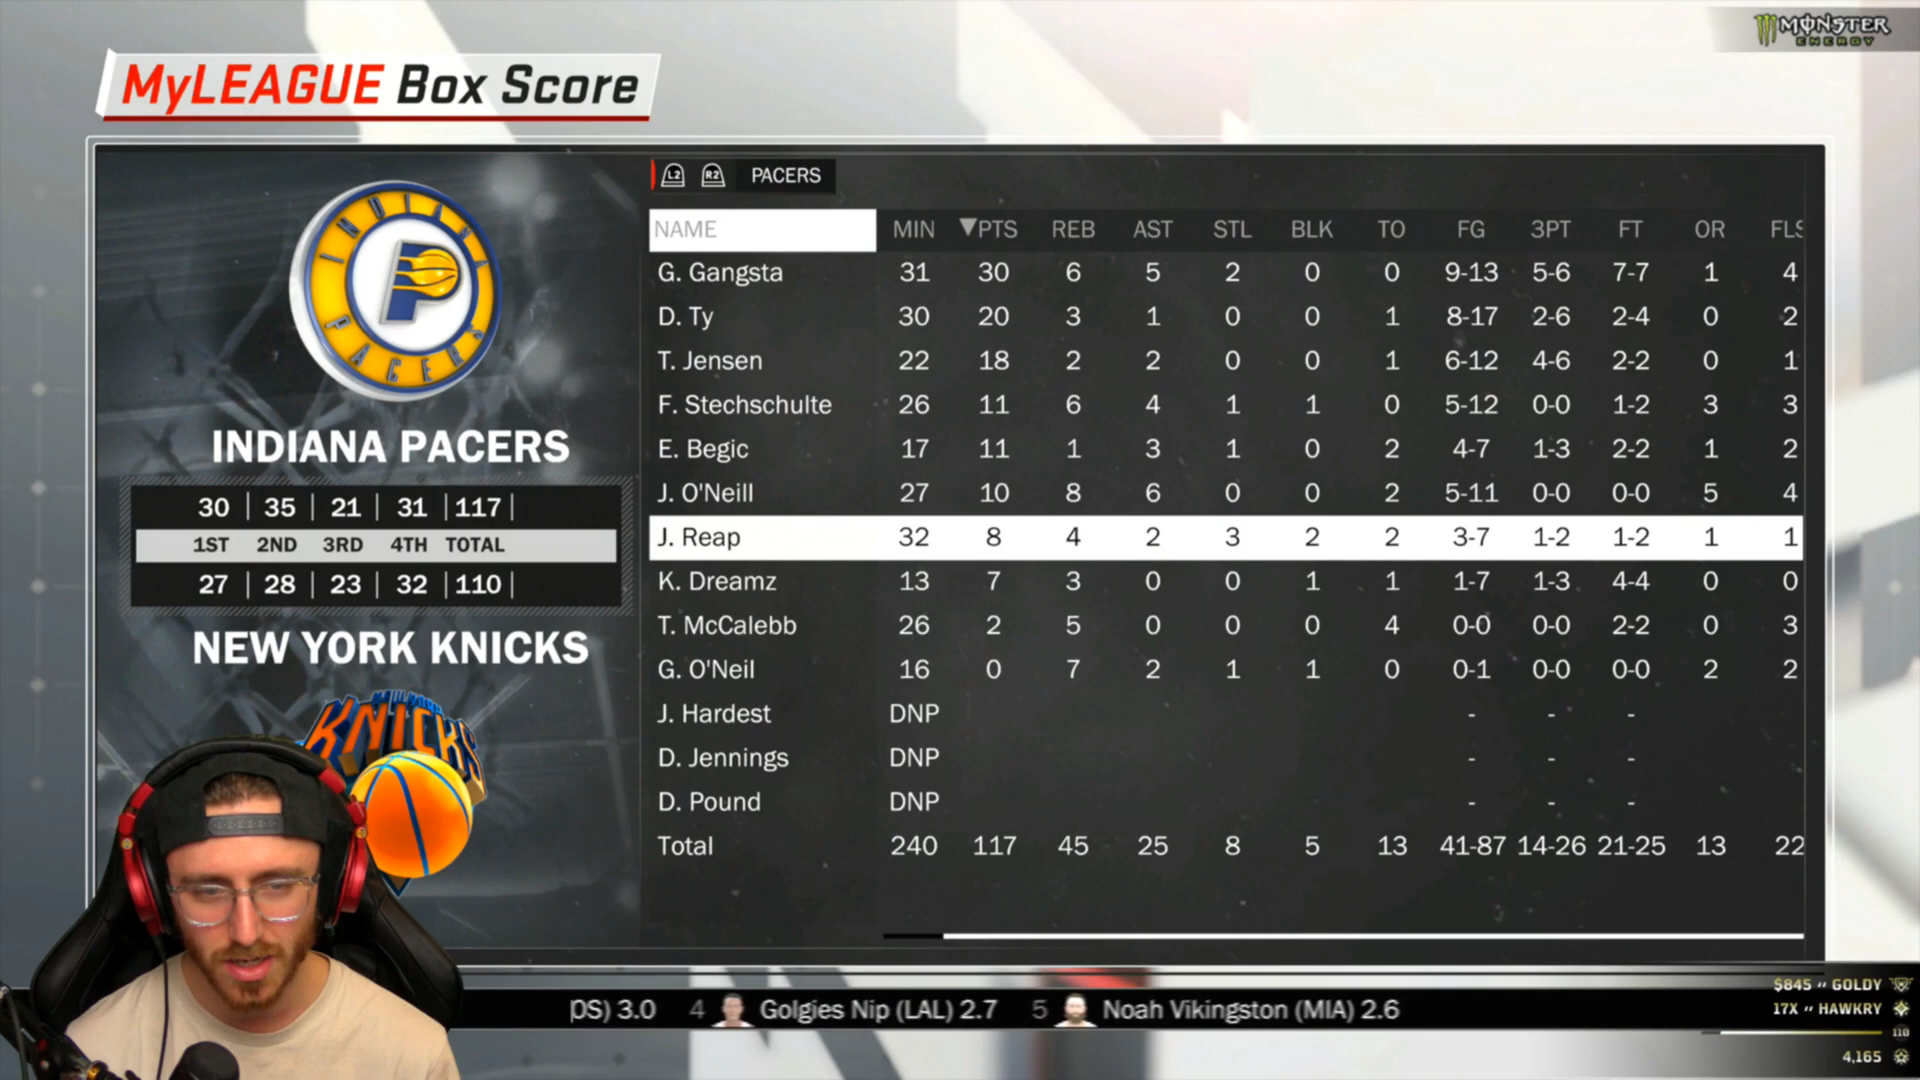 MONSTER
ENERGY
MyLEAGUE Box Score
INDIANA PACERS
INDIANA PACERS
30 | 35 | 21 | 31 | 117 |
1ST 2ND 3RD 4TH TOTAL
27 | 28 | 23 | 32 | 110 |
NEW YORK KNICKS
NEW YORK
KNICKS
L2 R2 PACERS
NAME MIN ▼PTS REB AST STL BLK TO FG 3PT FT OR FLS
G. Gangsta 31 30 6 5 2 0 0 9-13 5-6 7-7 1 4
D. Ty 30 20 3 1 0 0 1 8-17 2-6 2-4 0 2
T. Jensen 22 18 2 2 0 0 1 6-12 4-6 2-2 0 1
F. Stechschulte 26 11 6 4 1 1 0 5-12 0-0 1-2 3 3
E. Begic 17 11 1 3 1 0 2 4-7 1-3 2-2 1 2
J. O'Neill 27 10 8 6 0 0 2 5-11 0-0 0-0 5 4
J. Reap 32 8 4 2 3 2 2 3-7 1-2 1-2 1 1
K. Dreamz 13 7 3 0 0 1 1 1-7 1-3 4-4 0 0
T. McCalebb 26 2 5 0 0 0 4 0-0 0-0 2-2 0 3
G. O'Neil 16 0 7 2 1 1 0 0-1 0-0 0-0 2 2
J. Hardest DNP - - -
D. Jennings DNP - - -
D. Pound DNP - - -
Total 240 117 45 25 8 5 13 41-87 14-26 21-25 13 22
OS) 3.0 4 Golgies Nip (LAL) 2.7 5 Noah Vikingston (MIA) 2.6
$845 GOLDY
17X HAWKRY
110
4,165